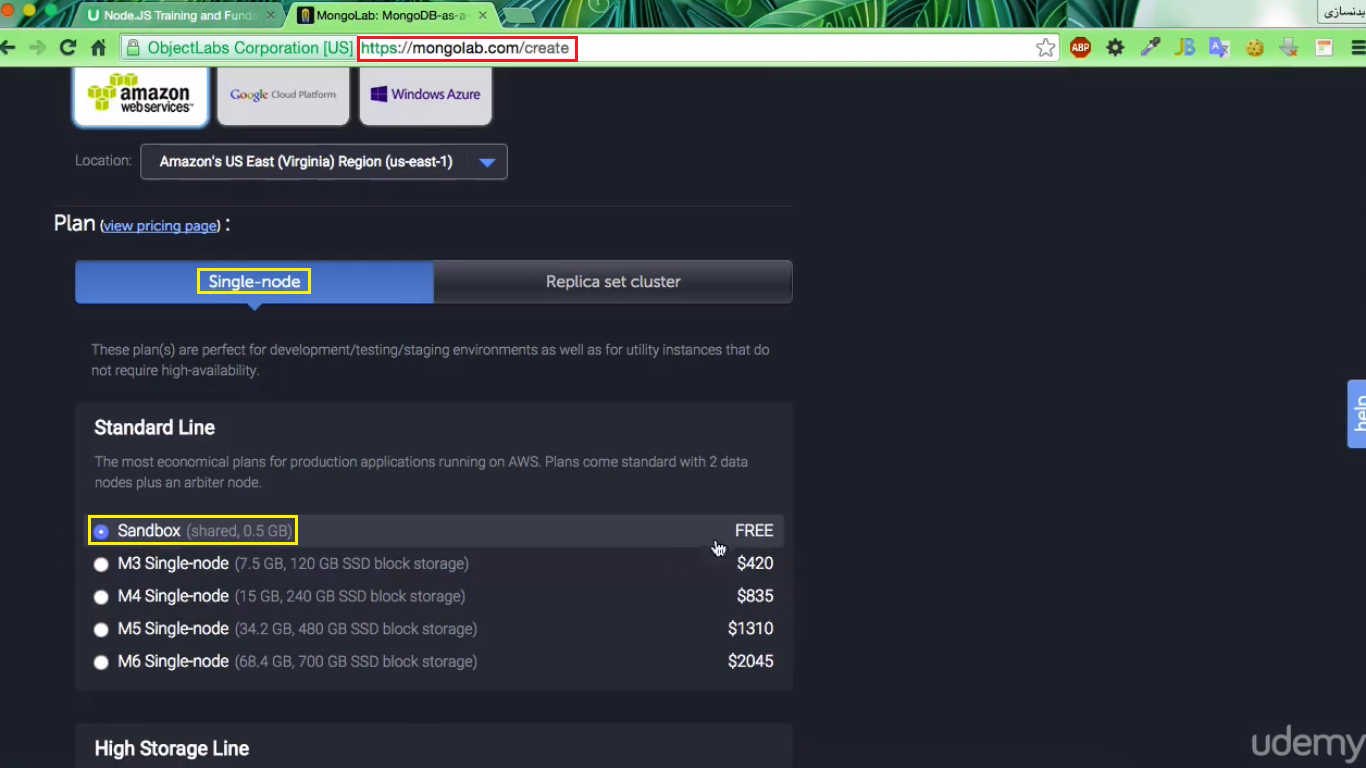 Node.JS Training and Fund
MongoLab: MongoDB-as-a-
بدنسازی
ObjectLabs Corporation [US] https://mongolab.com/create
ABP
JB
amazon
web services™
Google Cloud Platform
Windows Azure
Location:
Amazon's US East (Virginia) Region (us-east-1)
Plan (view pricing page) :
Single-node
Replica set cluster
These plan(s) are perfect for development/testing/staging environments as well as for utility instances that do
not require high-availability.
help
Standard Line
The most economical plans for production applications running on AWS. Plans come standard with 2 data
nodes plus an arbiter node.
Sandbox (shared, 0.5 GB) FREE
M3 Single-node (7.5 GB, 120 GB SSD block storage) $420
M4 Single-node (15 GB, 240 GB SSD block storage) $835
M5 Single-node (34.2 GB, 480 GB SSD block storage) $1310
M6 Single-node (68.4 GB, 700 GB SSD block storage) $2045
High Storage Line
udemy